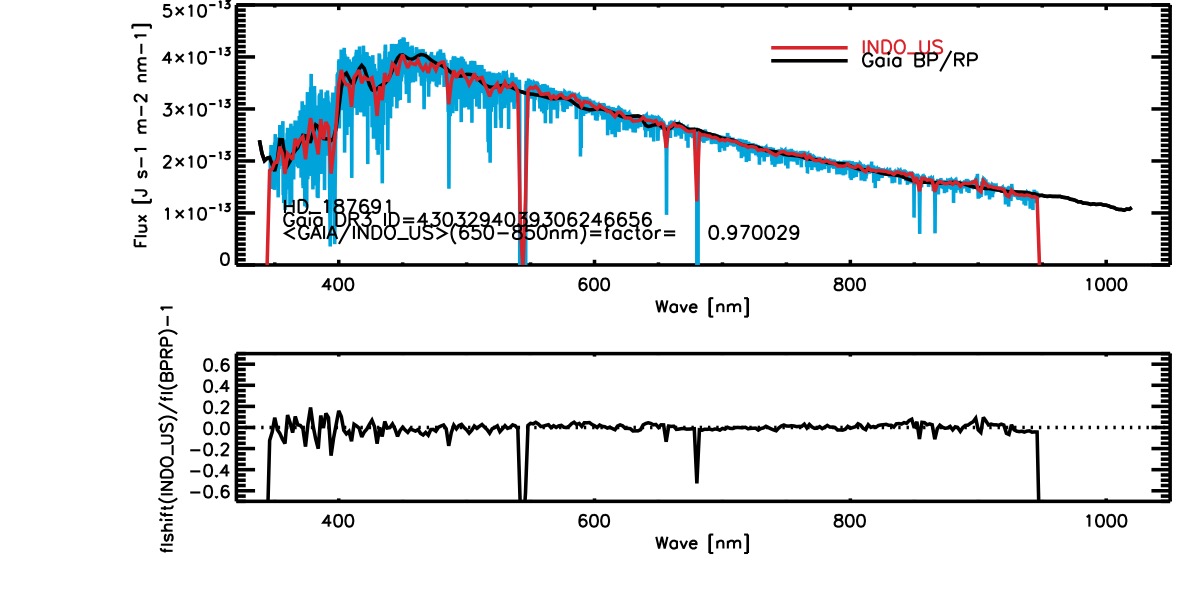 5×10−13
4×10−13
3×10−13
2×10−13
1×10−13
0
Flux [J s-1 m-2 nm-1]
INDO_US
Gaia BP/RP
HD_187691
Gaia DR3 ID=4303294039306246656
<GAIA/INDO_US>(650-850nm)=factor= 0.970029
400 600 800 1000
Wave [nm]
0.6
0.4
0.2
0.0
−0.2
−0.4
−0.6
flshift(INDO_US)/fl(BPRP)-1
400 600 800 1000
Wave [nm]